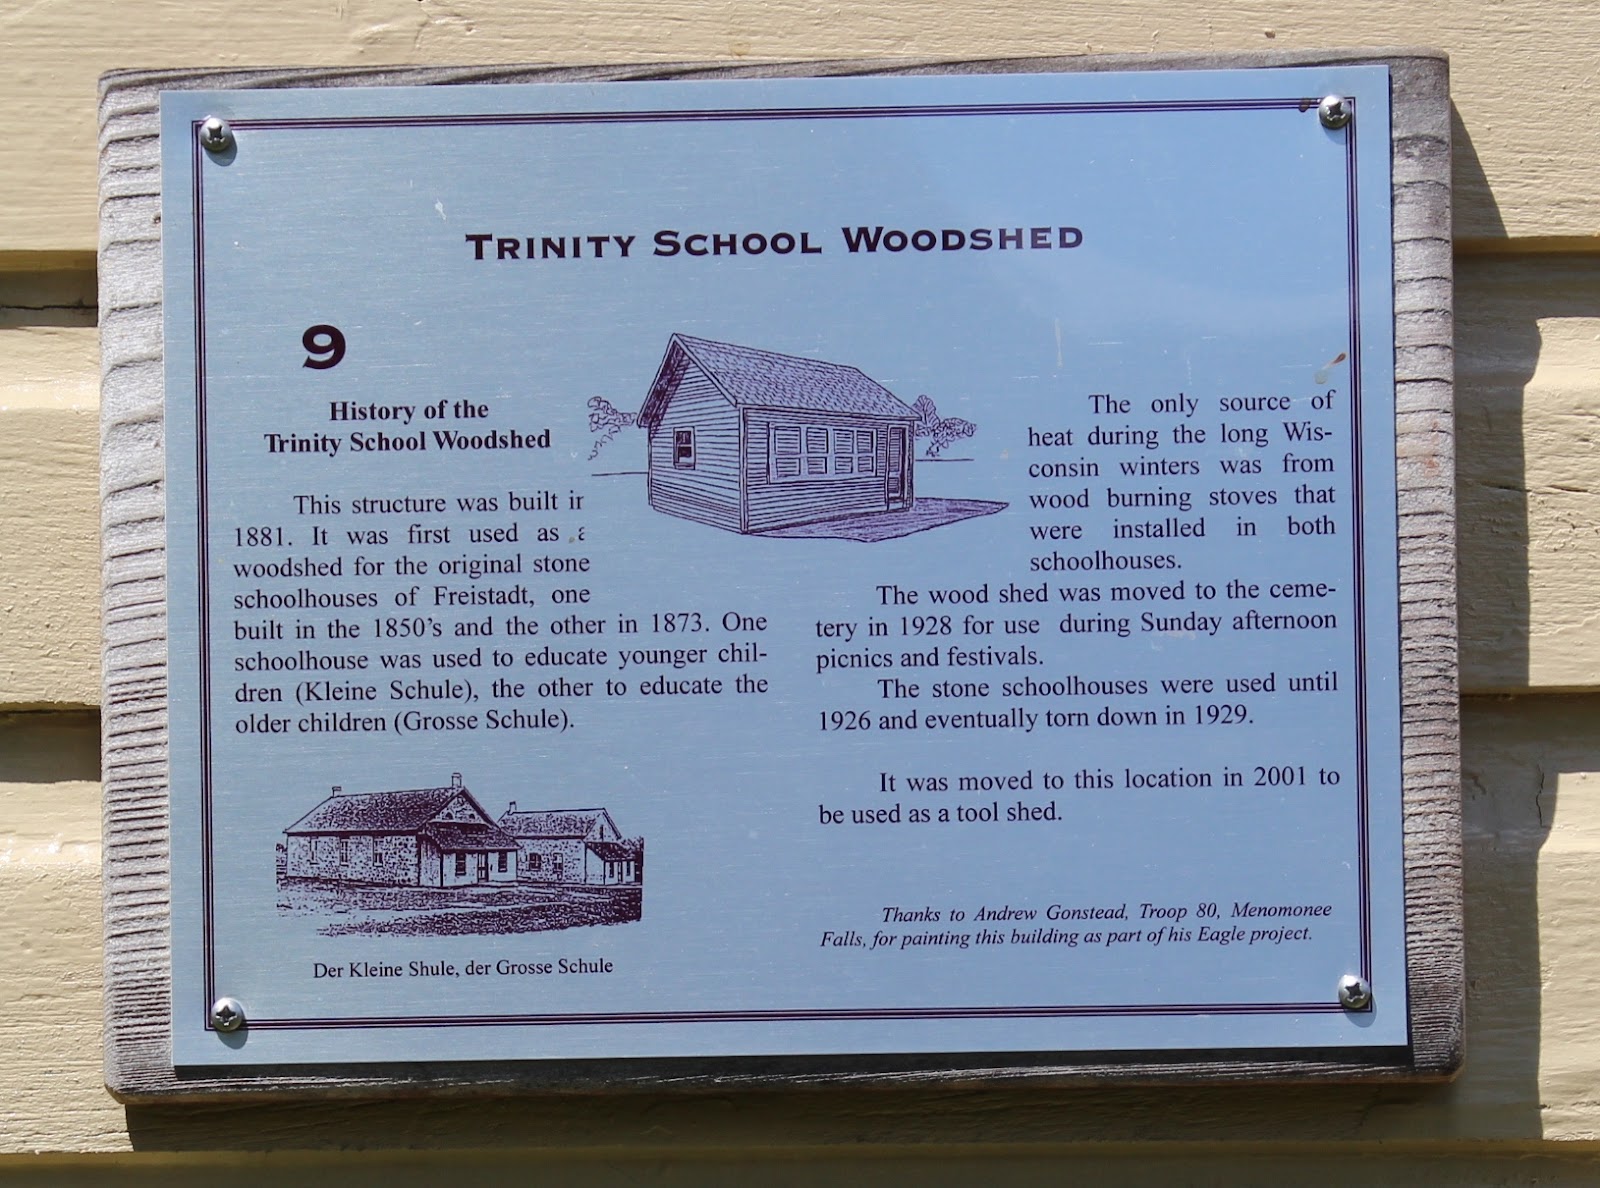 TRINITY SCHOOL WOODSHED
9
History of the
Trinity School Woodshed
This structure was built in
1881. It was first used as a
woodshed for the original stone
schoolhouses of Freistadt, one
built in the 1850's and the other in 1873. One
schoolhouse was used to educate younger chil-
dren (Kleine Schule), the other to educate the
older children (Grosse Schule).
Der Kleine Shule, der Grosse Schule
The only source of
heat during the long Wis-
consin winters was from
wood burning stoves that
were installed in both
schoolhouses.
The wood shed was moved to the ceme-
tery in 1928 for use during Sunday afternoon
picnics and festivals.
The stone schoolhouses were used until
1926 and eventually torn down in 1929.
It was moved to this location in 2001 to
be used as a tool shed.
Thanks to Andrew Gonstead, Troop 80, Menomonee
Falls, for painting this building as part of his Eagle project.